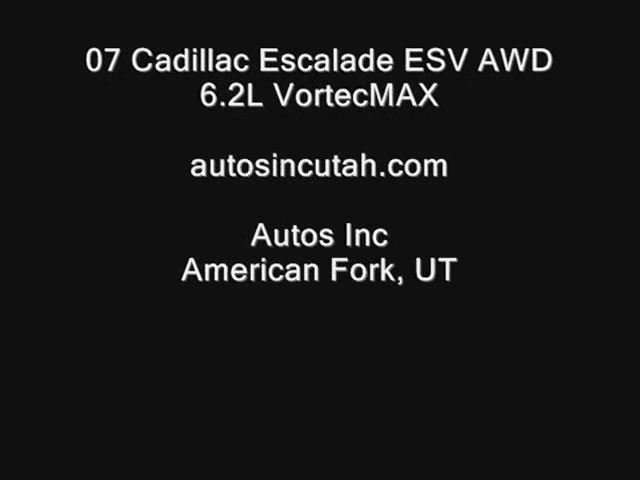 07 Cadillac Escalade ESV AWD
6.2L VortecMAX
autosincutah.com
Autos Inc
American Fork, UT